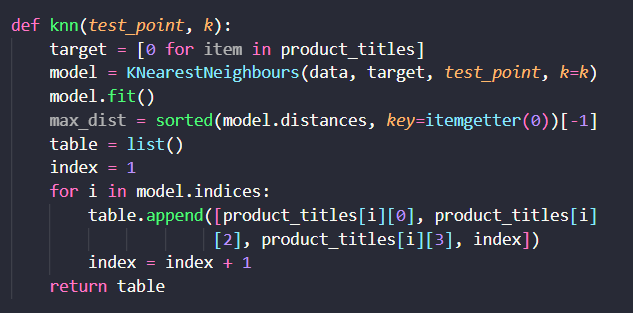 def knn(test_point, k):
    target = [0 for item in product_titles]
    model = KNearestNeighbours(data, target, test_point, k=k)
    model.fit()
    max_dist = sorted(model.distances, key=itemgetter(0))[-1]
    table = list()
    index = 1
    for i in model.indices:
        table.append([product_titles[i][0], product_titles[i]
                      [2], product_titles[i][3], index])
        index = index + 1
    return table